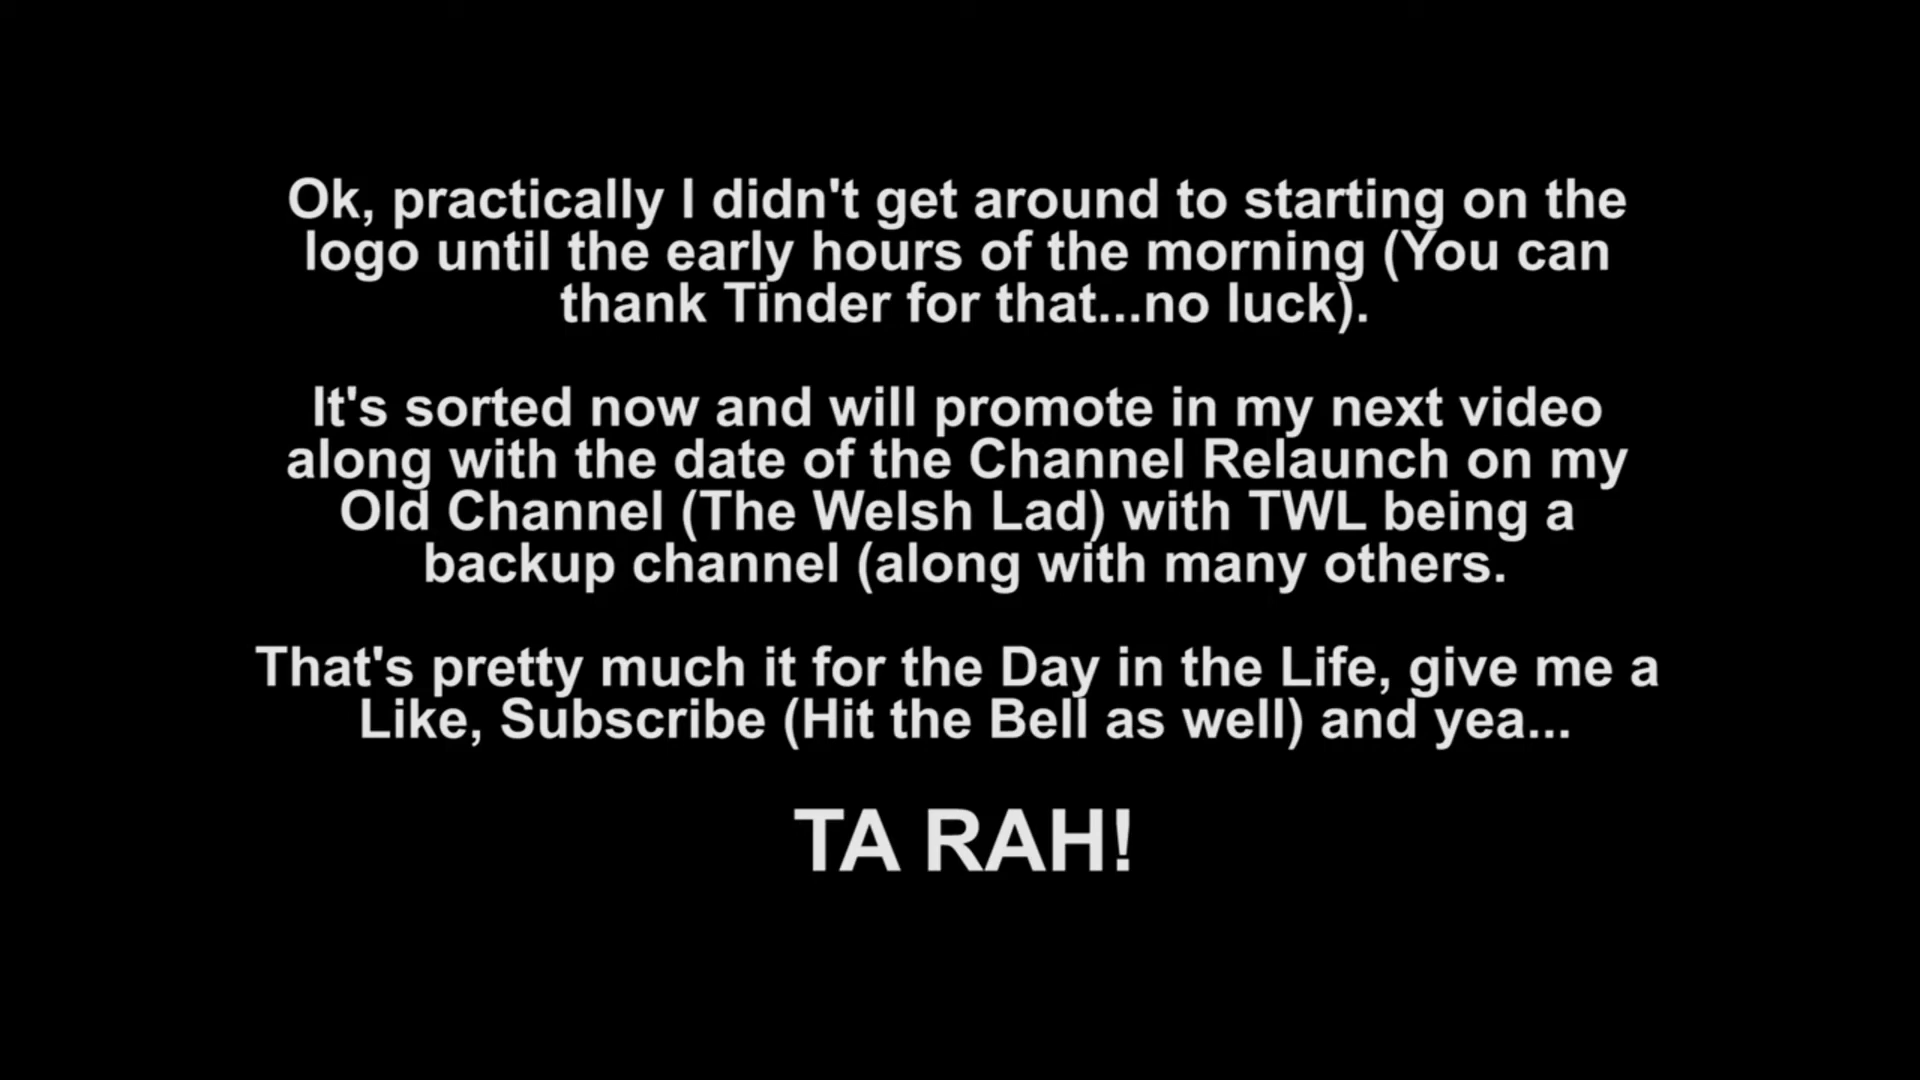 Ok, practically I didn't get around to starting on the
logo until the early hours of the morning (You can
thank Tinder for that...no luck).
It's sorted now and will promote in my next video
along with the date of the Channel Relaunch on my
Old Channel (The Welsh Lad) with TWL being a
backup channel (along with many others.
That's pretty much it for the Day in the Life, give me a
Like, Subscribe (Hit the Bell as well) and yea...
TA RAH!